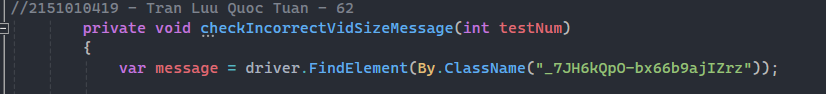 //2151010419 - Tran Luu Quoc Tuan - 62
private void checkIncorrectVidSizeMessage(int testNum)
{
var message = driver.FindElement(By.ClassName("_7JH6kQpO-bx66b9ajIZrz"));